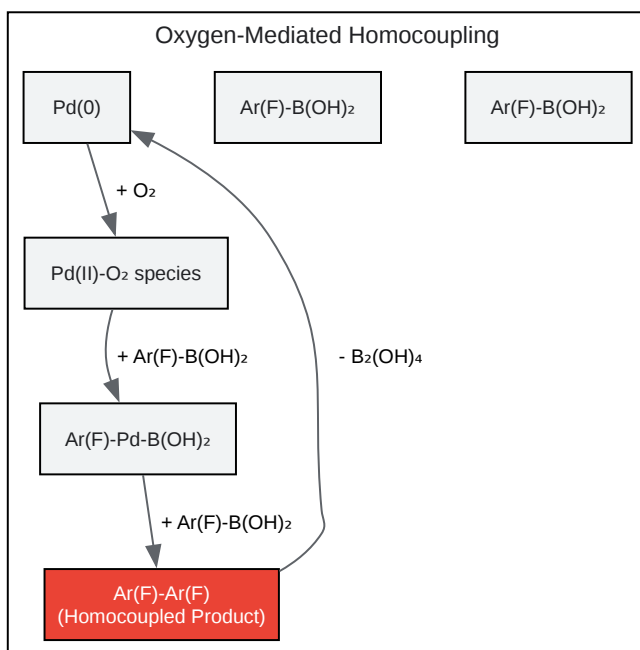 Oxygen-Mediated Homocoupling
Pd(0)
Ar(F)-B(OH)₂
Ar(F)-B(OH)₂
+ O₂
Pd(II)-O₂ species
+ Ar(F)-B(OH)₂
- B₂(OH)₄
Ar(F)-Pd-B(OH)₂
+ Ar(F)-B(OH)₂
Ar(F)-Ar(F)
(Homocoupled Product)